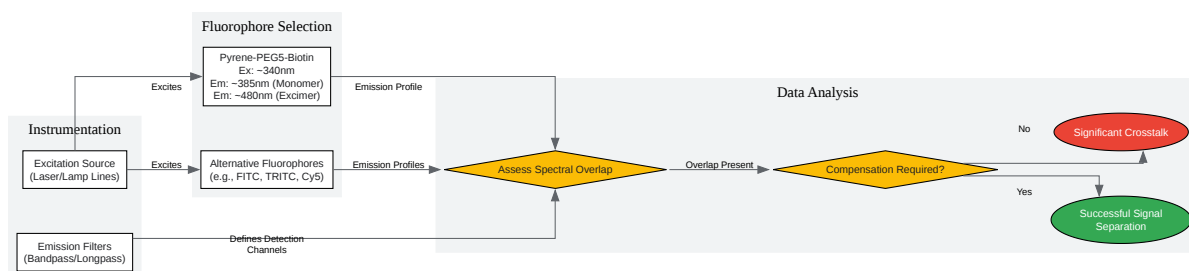 Fluorophore Selection
Pyrene-PEG5-Biotin
Ex: ~340nm
Em: ~385nm (Monomer)
Em: ~480nm (Excimer)
Excites
Emission Profile
Data Analysis
Instrumentation
Excitation Source
(Laser/Lamp Lines)
Excites
Alternative Fluorophores
(e.g., FITC, TRITC, Cy5)
Emission Profiles
Assess Spectral Overlap
Overlap Present
Compensation Required?
No
Significant Crosstalk
Yes
Successful Signal
Separation
Emission Filters
(Bandpass/Longpass)
Defines Detection
Channels